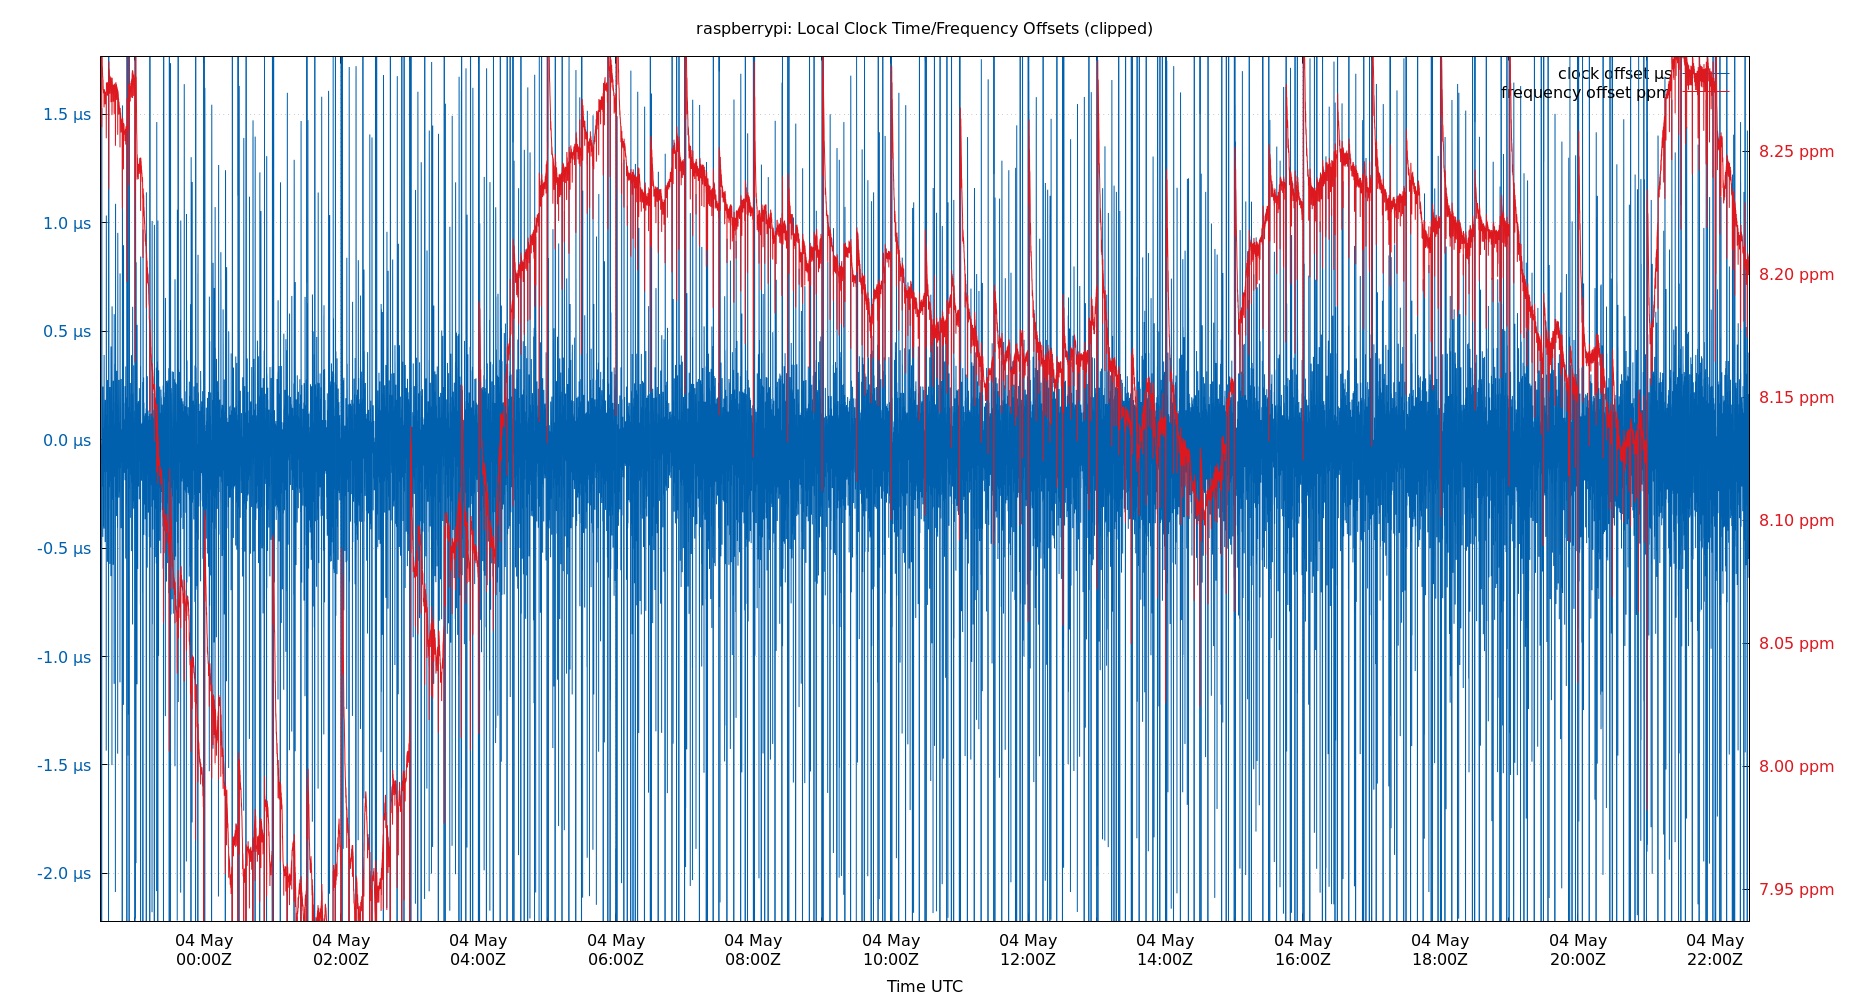 raspberrypi: Local Clock Time/Frequency Offsets (clipped)
clock offset µs
frequency offset ppm
1.5 µs
1.0 µs
0.5 µs
0.0 µs
-0.5 µs
-1.0 µs
-1.5 µs
-2.0 µs
8.25 ppm
8.20 ppm
8.15 ppm
8.10 ppm
8.05 ppm
8.00 ppm
7.95 ppm
04 May 04 May 04 May 04 May 04 May 04 May 04 May 04 May 04 May 04 May 04 May 04 May
00:00Z 02:00Z 04:00Z 06:00Z 08:00Z 10:00Z 12:00Z 14:00Z 16:00Z 18:00Z 20:00Z 22:00Z
Time UTC